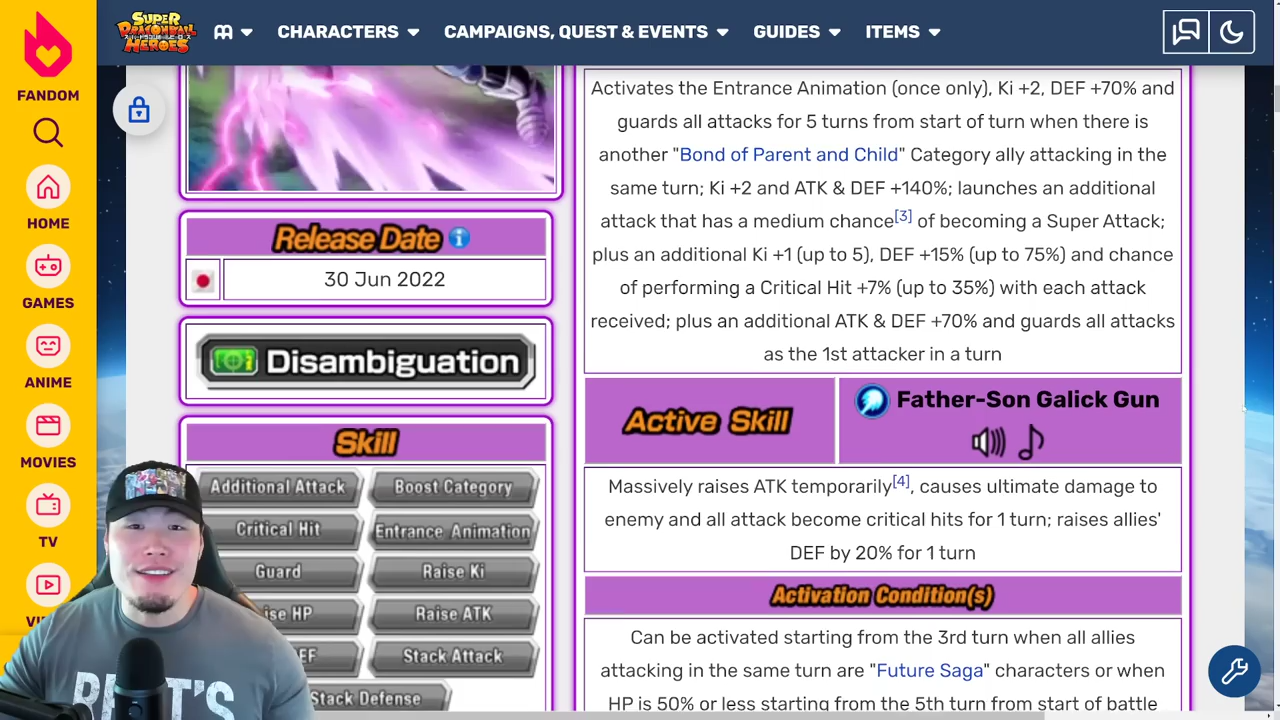 SUPER
DRAGONBALL
HEROES
CHARACTERS
CAMPAIGNS, QUEST & EVENTS
GUIDES
ITEMS
FANDOM
HOME
GAMES
ANIME
MOVIES
TV
Release Date
30 Jun 2022
Disambiguation
Skill
Additional Attack
Boost Category
Critical Hit
Entrance Animation
Guard
Raise Ki
ise HP
Raise ATK
EF
Stack Attack
Stack Defense
Activates the Entrance Animation (once only), Ki +2, DEF +70% and
guards all attacks for 5 turns from start of turn when there is
another "Bond of Parent and Child" Category ally attacking in the
same turn; Ki +2 and ATK & DEF +140%; launches an additional
attack that has a medium chance[3] of becoming a Super Attack;
plus an additional Ki +1 (up to 5), DEF +15% (up to 75%) and chance
of performing a Critical Hit +7% (up to 35%) with each attack
received; plus an additional ATK & DEF +70% and guards all attacks
as the 1st attacker in a turn
Active Skill
Father-Son Galick Gun
Massively raises ATK temporarily[4], causes ultimate damage to
enemy and all attack become critical hits for 1 turn; raises allies'
DEF by 20% for 1 turn
Activation Condition(s)
Can be activated starting from the 3rd turn when all allies
attacking in the same turn are "Future Saga" characters or when
HP is 50% or less starting from the 5th turn from start of battle